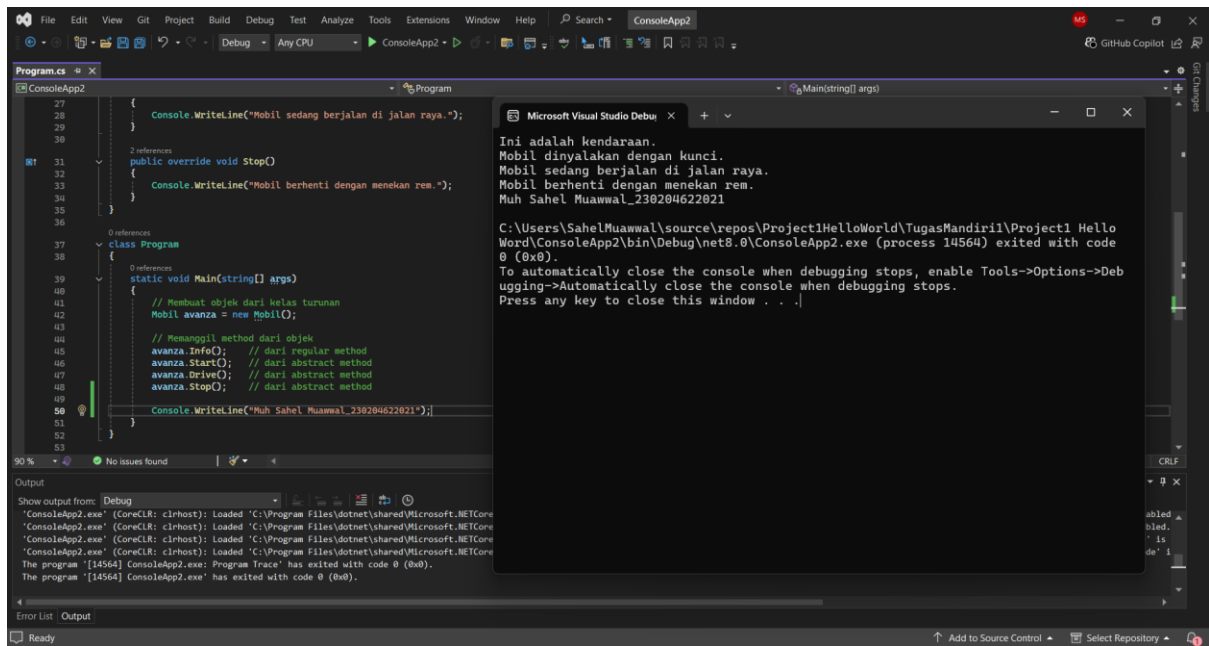 File Edit View Git Project Build Debug Test Analyze Tools Extensions Window Help Search ConsoleApp2 MS
Debug Any CPU ConsoleApp2 GitHub Copilot
Program.cs
ConsoleApp2 Program Main(string[] args)
Git Changes
27 {
28 Console.WriteLine("Mobil sedang berjalan di jalan raya.");
29 }
30
2 references
31 public override void Stop()
32 {
33 Console.WriteLine("Mobil berhenti dengan menekan rem.");
34 }
35 }
36
0 references
37 class Program
38 {
0 references
39 static void Main(string[] args)
40 {
41 // Membuat objek dari kelas turunan
42 Mobil avanza = new Mobil();
43
44 // Memanggil method dari objek
45 avanza.Info(); // dari regular method
46 avanza.Start(); // dari abstract method
47 avanza.Drive(); // dari abstract method
48 avanza.Stop(); // dari abstract method
49
50 Console.WriteLine("Muh Sahel Muawwal_230204622021");
51 }
52 }
53
90 % No issues found CRLF
Microsoft Visual Studio Debu
Ini adalah kendaraan.
Mobil dinyalakan dengan kunci.
Mobil sedang berjalan di jalan raya.
Mobil berhenti dengan menekan rem.
Muh Sahel Muawwal_230204622021
C:\Users\SahelMuawwal\source\repos\Project1HelloWorld\TugasMandiri1\Project1 Hello
Word\ConsoleApp2\bin\Debug\net8.0\ConsoleApp2.exe (process 14564) exited with code
0 (0x0).
To automatically close the console when debugging stops, enable Tools->Options->Deb
ugging->Automatically close the console when debugging stops.
Press any key to close this window . . .
Output
Show output from: Debug
'ConsoleApp2.exe' (CoreCLR: clrhost): Loaded 'C:\Program Files\dotnet\shared\Microsoft.NETCore abled
'ConsoleApp2.exe' (CoreCLR: clrhost): Loaded 'C:\Program Files\dotnet\shared\Microsoft.NETCore bled.
'ConsoleApp2.exe' (CoreCLR: clrhost): Loaded 'C:\Program Files\dotnet\shared\Microsoft.NETCore ' is
'ConsoleApp2.exe' (CoreCLR: clrhost): Loaded 'C:\Program Files\dotnet\shared\Microsoft.NETCore de' i
The program '[14564] ConsoleApp2.exe: Program Trace' has exited with code 0 (0x0).
The program '[14564] ConsoleApp2.exe' has exited with code 0 (0x0).
Error List Output
Ready Add to Source Control Select Repository 1